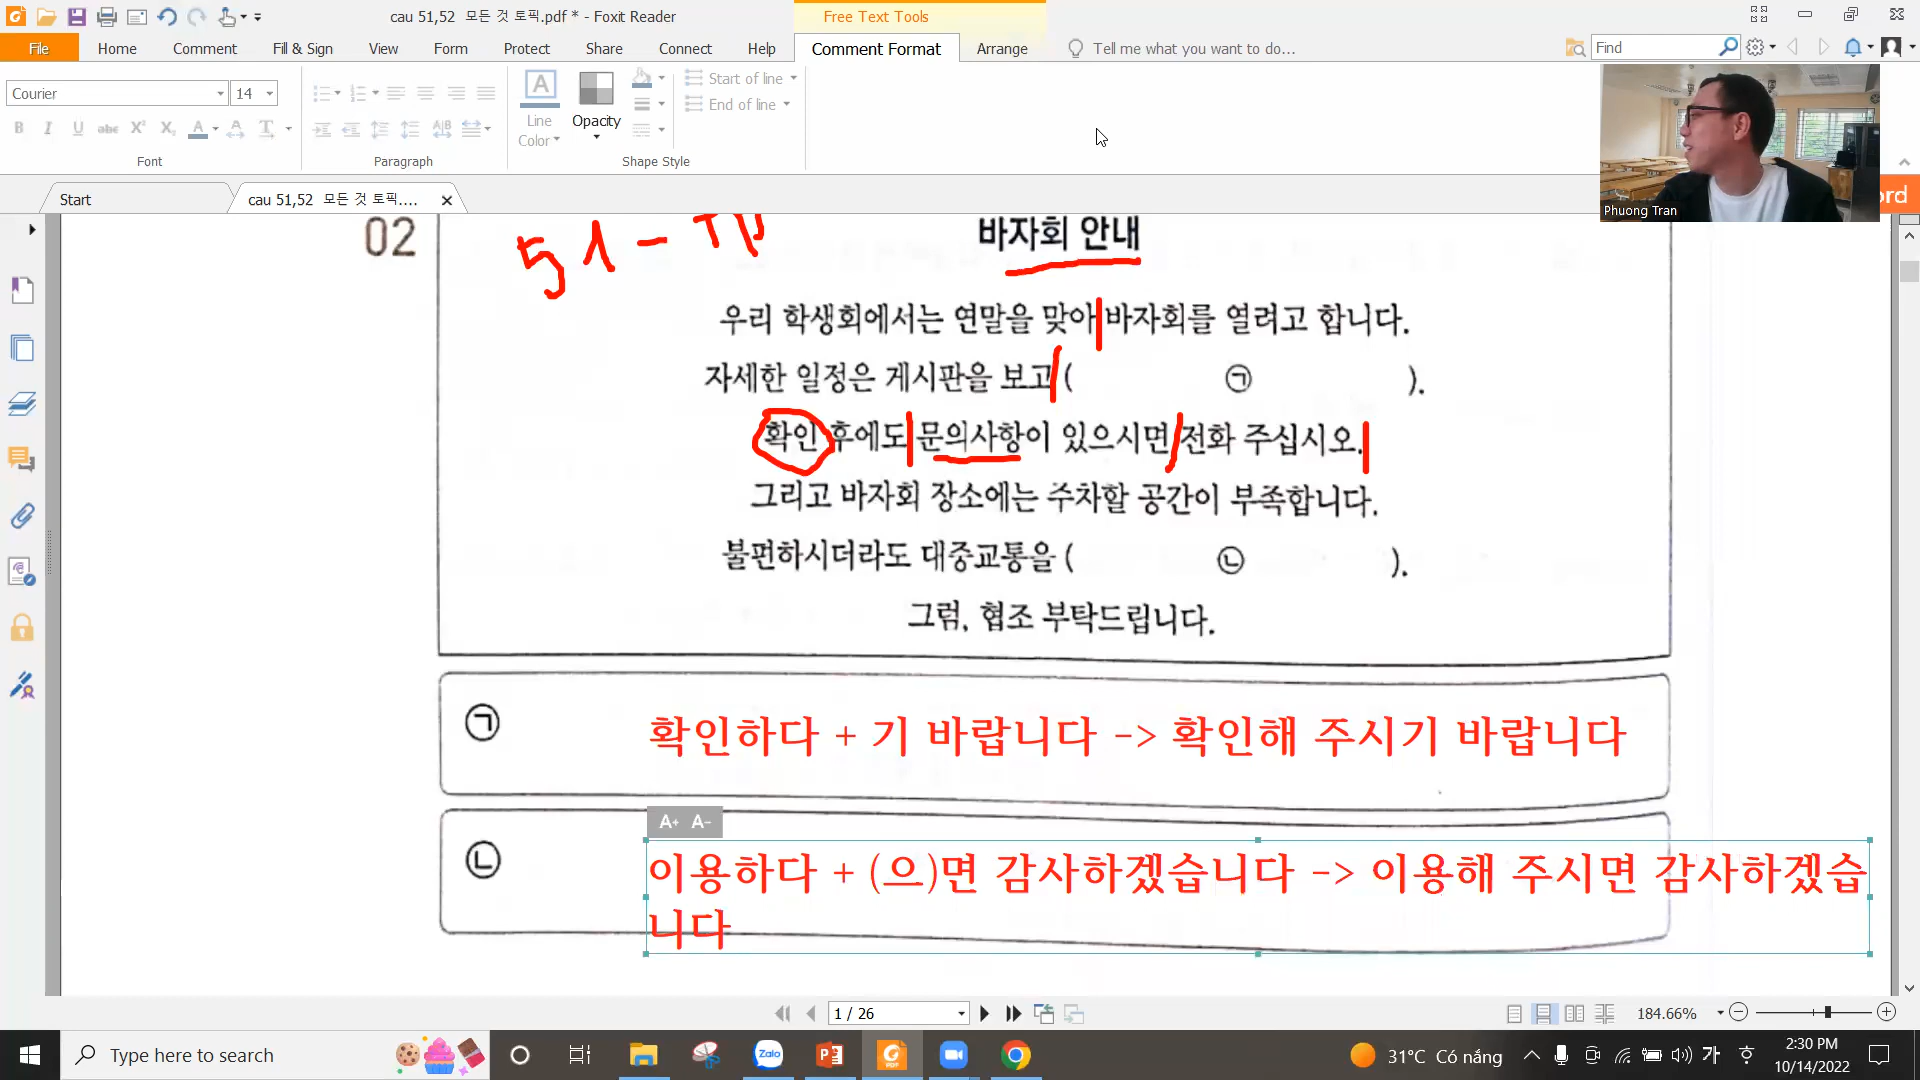 cau 51,52 모든 것 토픽.pdf * - Foxit Reader
Free Text Tools
File Home Comment Fill & Sign View Form Protect Share Connect Help Comment Format Arrange Tell me what you want to do... Find
Courier 14
Line Color
Opacity
Start of line
End of line
Font Paragraph Shape Style
Phuong Tran
Start cau 51,52 모든 것 토픽....
02
51 -
바자회 안내
우리 학생회에서는 연말을 맞아 바자회를 열려고 합니다.
자세한 일정은 게시판을 보고 ( ㉠ ).
확인 후에도 문의사항이 있으시면 전화 주십시오.
그리고 바자회 장소에는 주차할 공간이 부족합니다.
불편하시더라도 대중교통을 ( ㉡ ).
그럼, 협조 부탁드립니다.
㉠ 확인하다 + 기 바랍니다 -> 확인해 주시기 바랍니다
A+ A-
㉡ 이용하다 + (으)면 감사하겠습니다 -> 이용해 주시면 감사하겠습
니다
1 / 26
184.66%
Type here to search
Zalo
31°C Có nắng
가
2:30 PM
10/14/2022